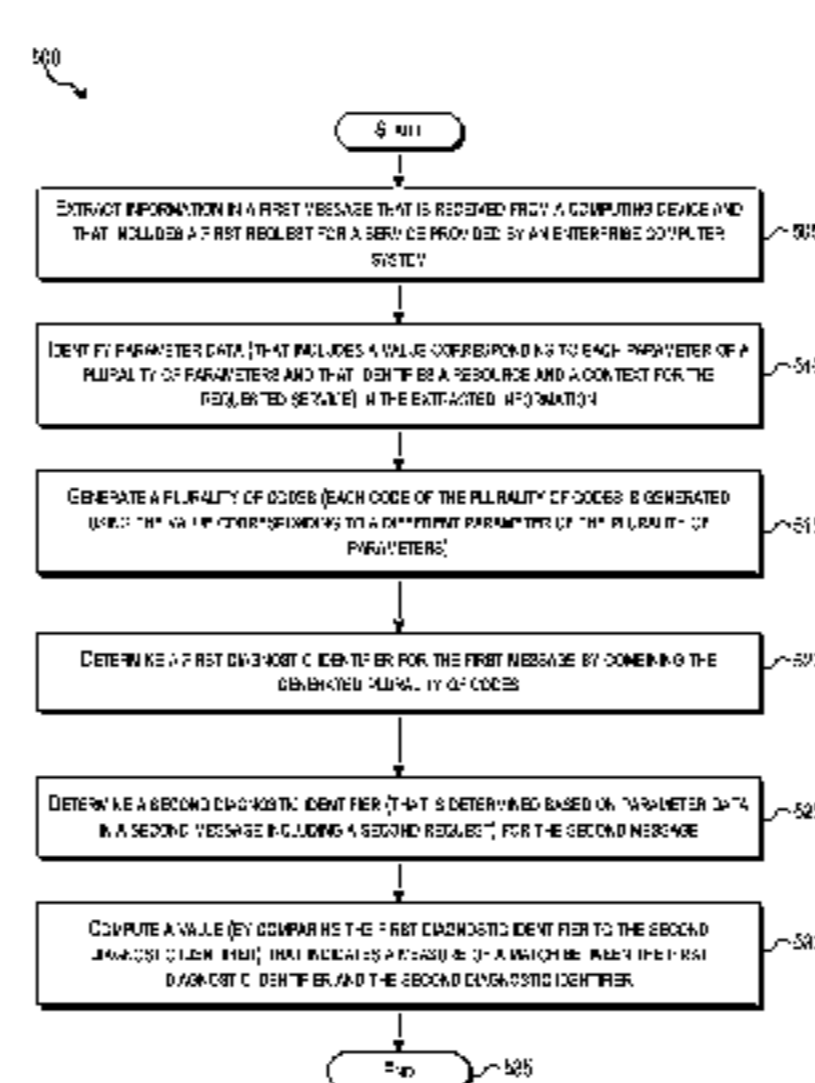 500
START
EXTRACT INFORMATION IN A FIRST MESSAGE THAT IS RECEIVED FROM A COMPUTING DEVICE AND
THAT INCLUDES A FIRST REQUEST FOR A SERVICE PROVIDED BY AN ENTERPRISE COMPUTER
SYSTEM
IDENTIFY PARAMETER DATA (THAT INCLUDES A VALUE CORRESPONDING TO EACH PARAMETER OF A
PLURALITY OF PARAMETERS AND THAT IDENTIFIES A RESOURCE AND A CONTEXT FOR THE
REQUESTED SERVICE) IN THE EXTRACTED INFORMATION
GENERATE A PLURALITY OF CODES (EACH CODE OF THE PLURALITY OF CODES IS GENERATED
USING THE VALUE CORRESPONDING TO A DIFFERENT PARAMETER OF THE PLURALITY OF
PARAMETERS)
DETERMINE A FIRST DIAGNOSTIC IDENTIFIER FOR THE FIRST MESSAGE BY COMBINING THE
GENERATED PLURALITY OF CODES
DETERMINE A SECOND DIAGNOSTIC IDENTIFIER (THAT IS DETERMINED BASED ON PARAMETER DATA
IN A SECOND MESSAGE INCLUDING A SECOND REQUEST) FOR THE SECOND MESSAGE
COMPUTE A VALUE (BY COMPARING THE FIRST DIAGNOSTIC IDENTIFIER TO THE SECOND
DIAGNOSTIC IDENTIFIER) THAT INDICATES A MEASURE OF A MATCH BETWEEN THE FIRST
DIAGNOSTIC IDENTIFIER AND THE SECOND DIAGNOSTIC IDENTIFIER
END
535